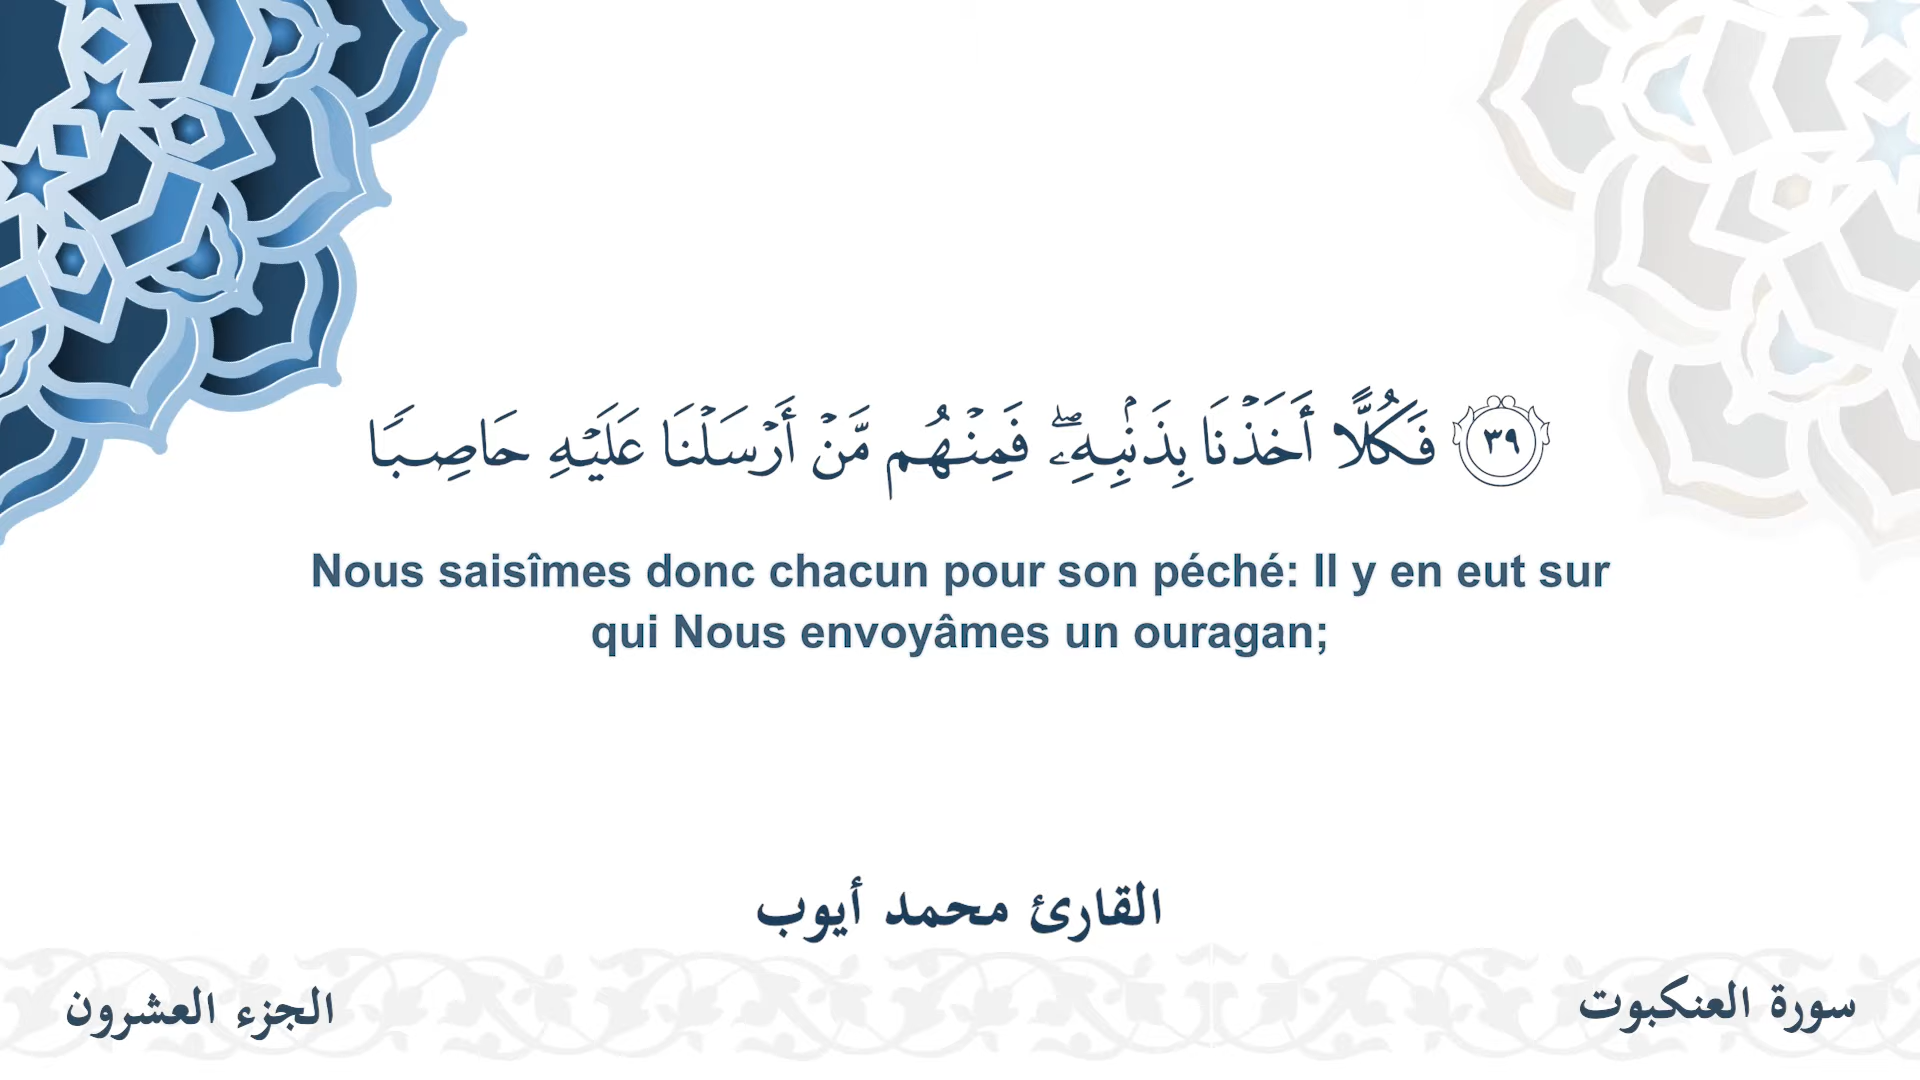 ٣٩ فَكُلًّا أَخَذْنَا بِذَنۢبِهِۦ ۖ فَمِنْهُم مَّنْ أَرْسَلْنَا عَلَيْهِ حَاصِبًا
Nous saisîmes donc chacun pour son péché: Il y en eut sur
qui Nous envoyâmes un ouragan;
القارئ محمد أيوب
سورة العنكبوت
الجزء العشرون